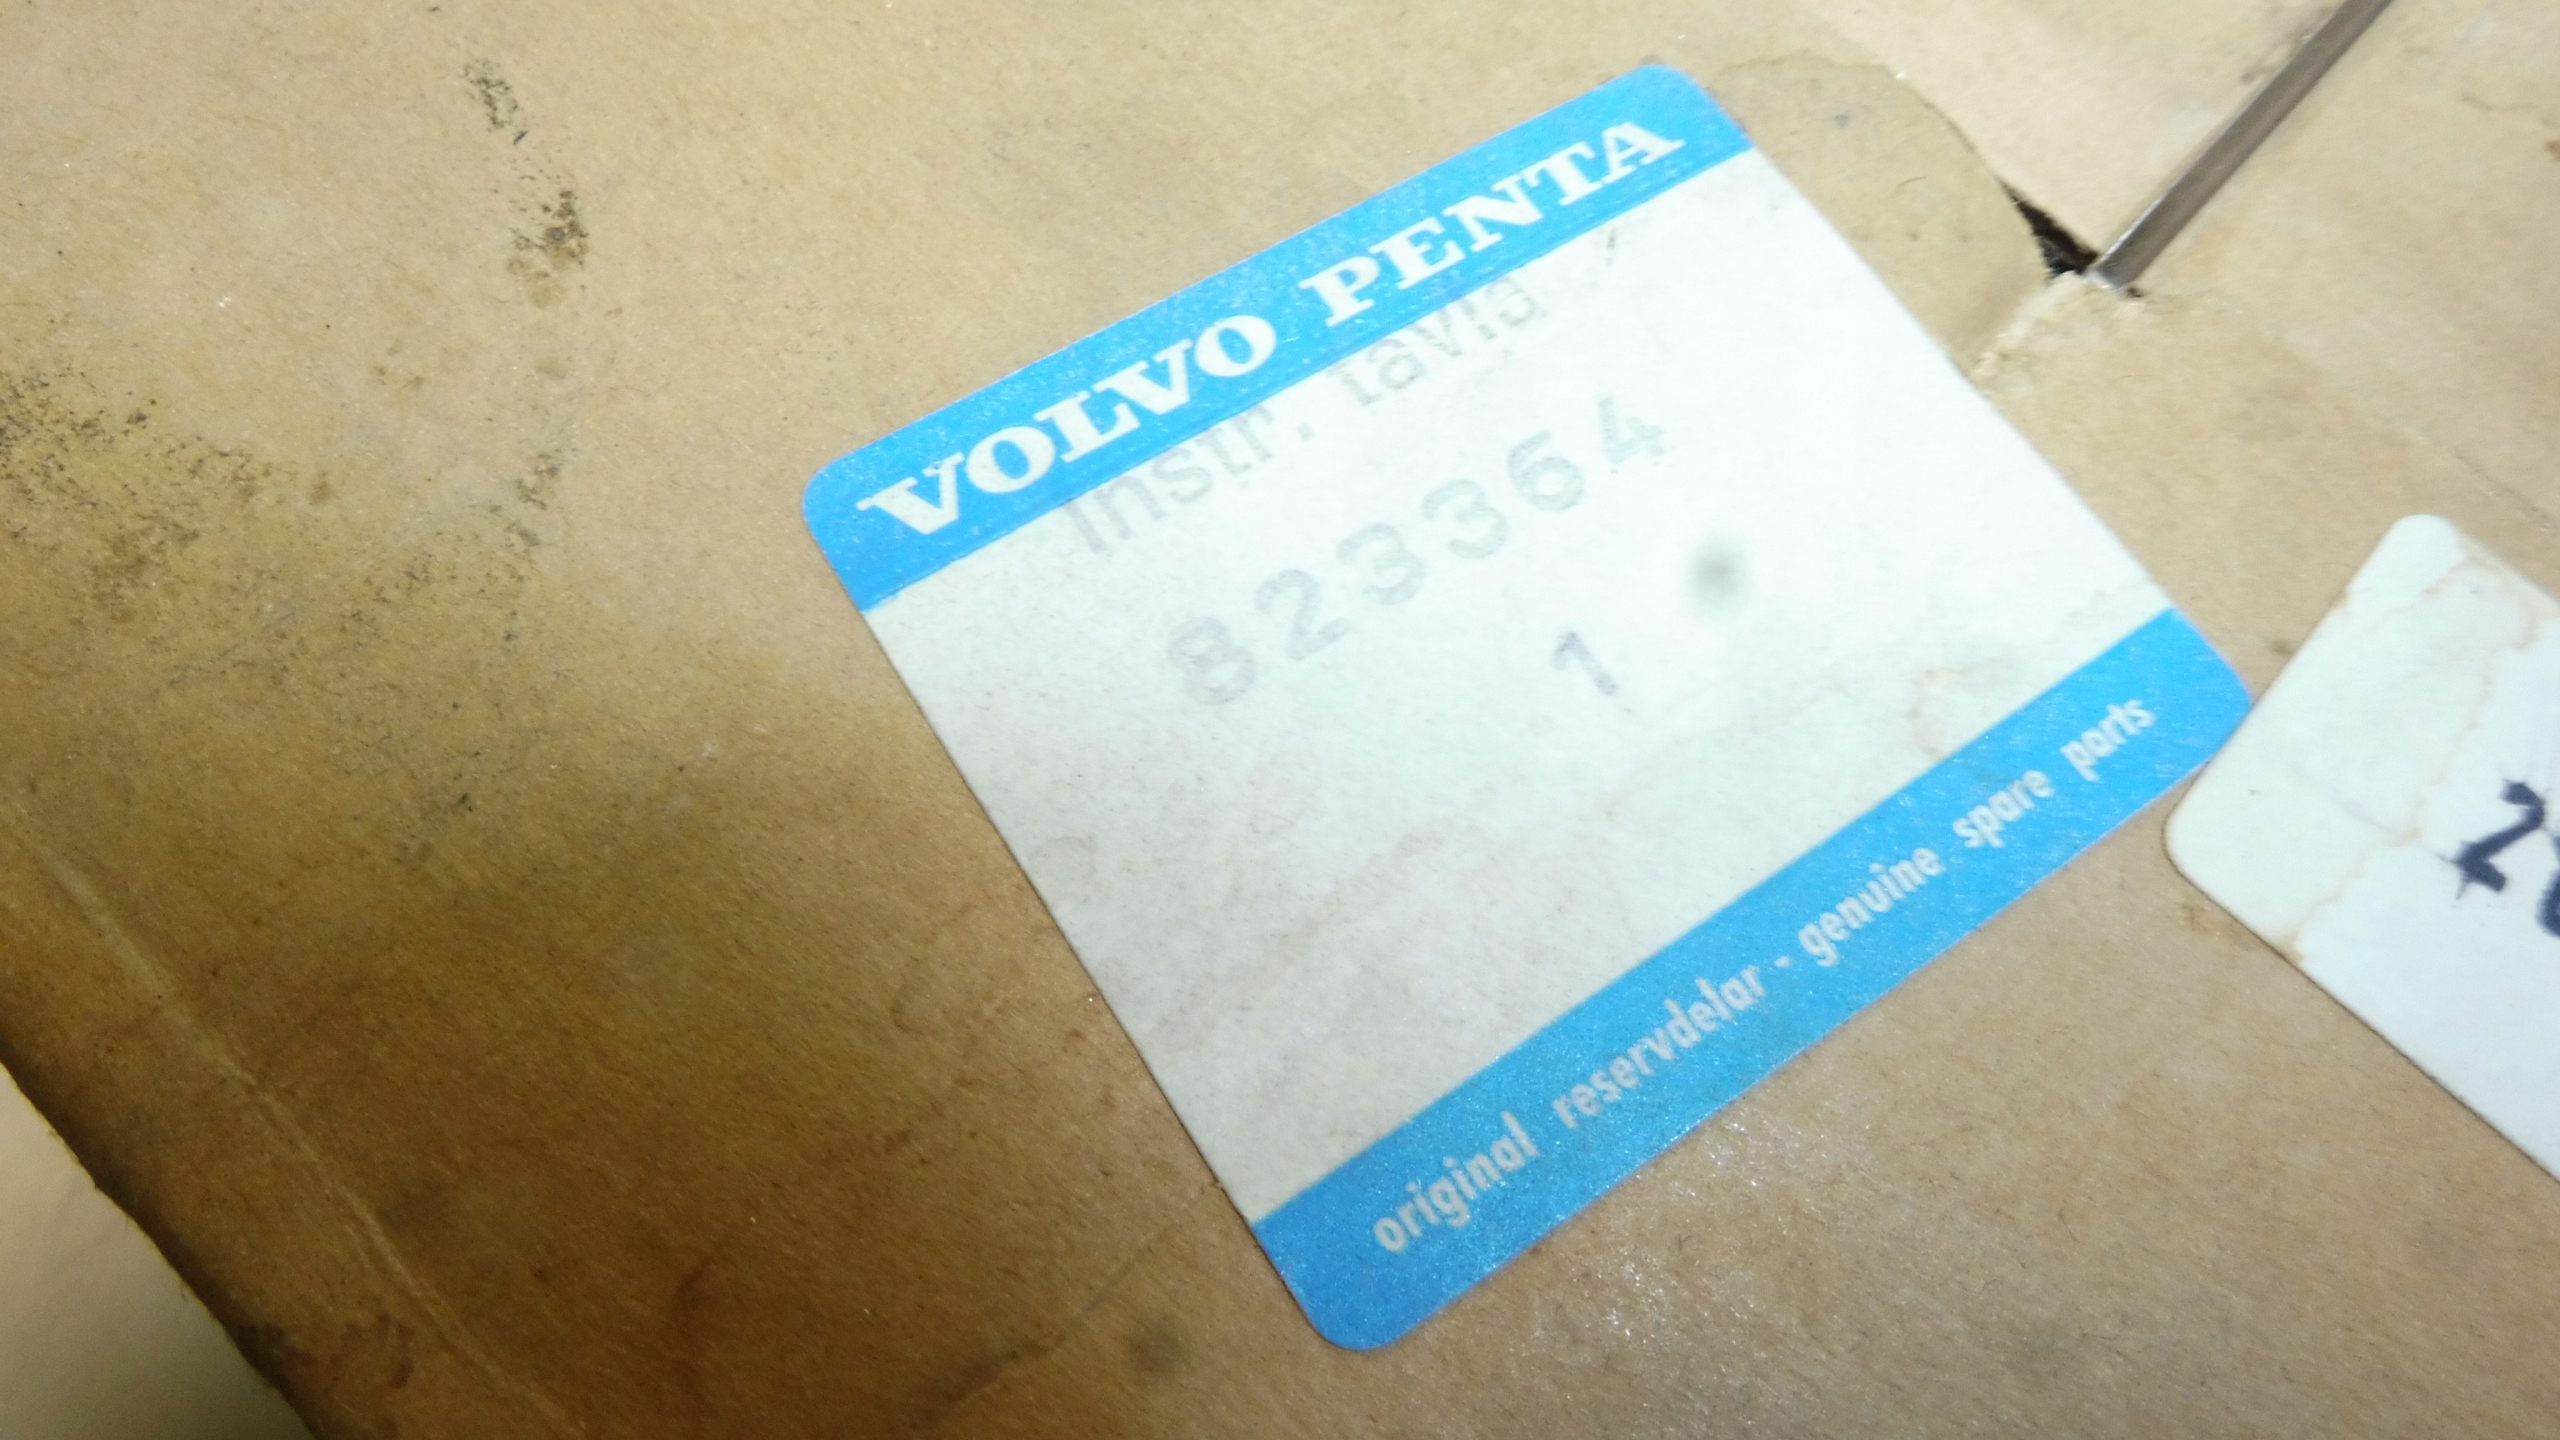 VOLVO PENTA
Instr. tavla
823364
1
original reservdelar - genuine spare parts